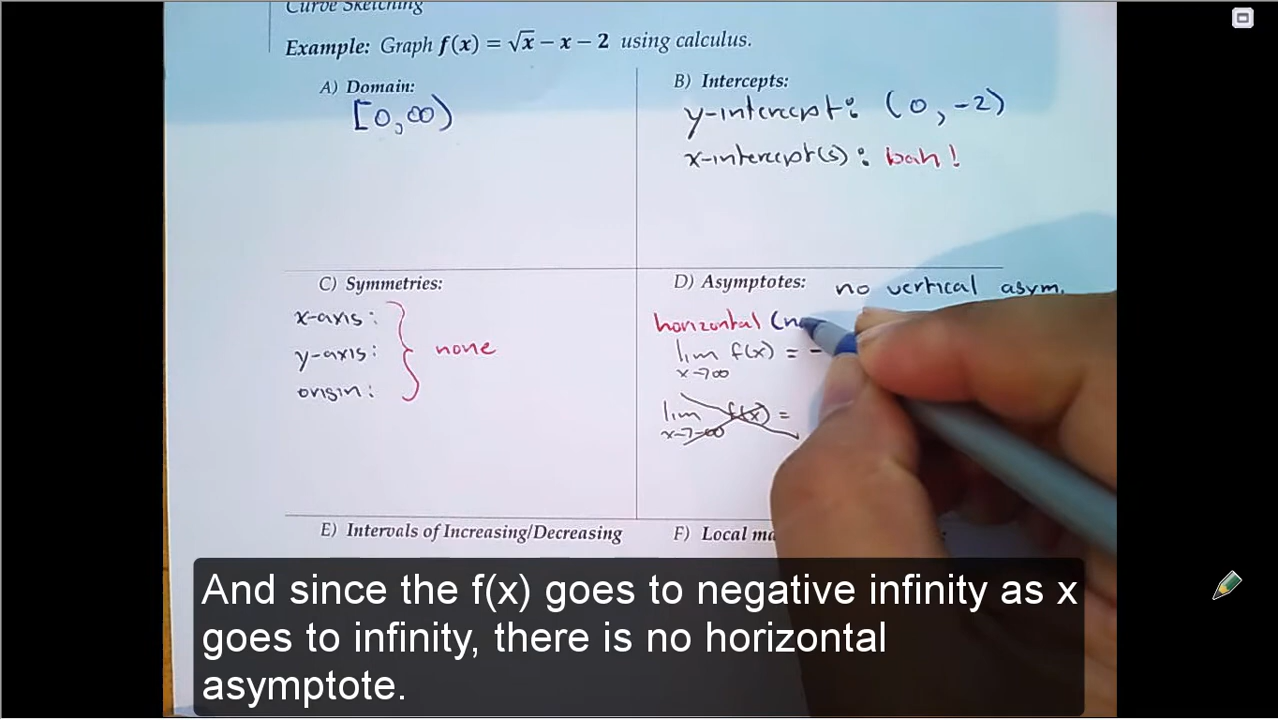 Curve Sketching
Example: Graph f(x) = √x − x − 2 using calculus.
A) Domain:
[0,∞)
B) Intercepts:
y-intercept: (0, -2)
x-intercept(s): bah!
C) Symmetries:
x-axis:
y-axis:
origin:
none
D) Asymptotes: no vertical asym.
horizontal (no
lim f(x) = -
x→∞
lim f(x) =
x→-∞
E) Intervals of Increasing/Decreasing
F) Local
And since the f(x) goes to negative infinity as x
goes to infinity, there is no horizontal
asymptote.